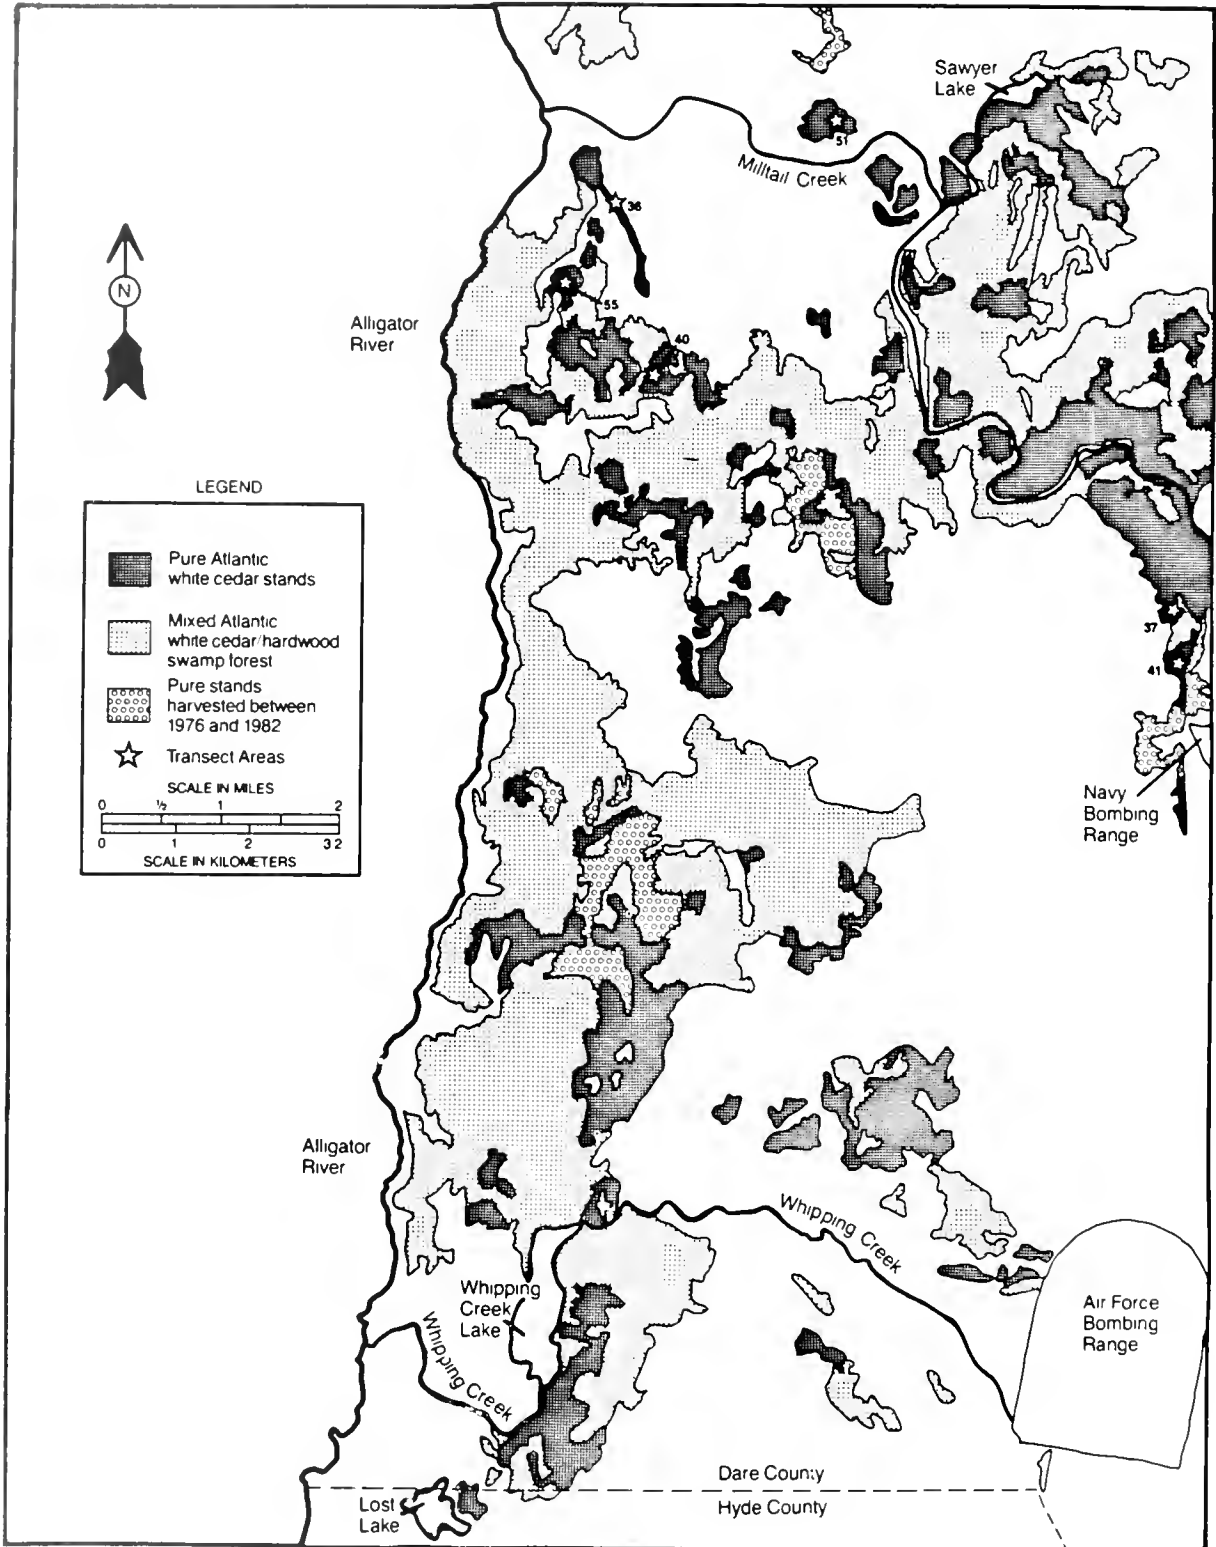 Sawyer
Lake
51
Milltail Creek
36
N
55
Alligator
River
40
LEGEND
Pure Atlantic
white cedar stands
Mixed Atlantic
white cedar/hardwood
swamp forest
Pure stands
harvested between
1976 and 1982
Transect Areas
SCALE IN MILES
0 ½ 1 2
0 1 2 3 2
SCALE IN KILOMETERS
37
41
Navy
Bombing
Range
Alligator
River
Whipping Creek
Whipping
Creek
Lake
Whipping Creek
Air Force
Bombing
Range
Dare County
Hyde County
Lost
Lake